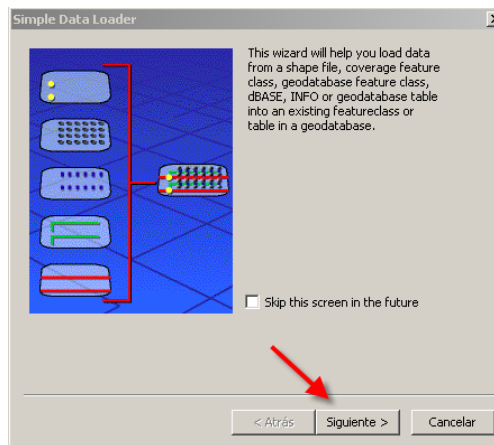 Simple Data Loader
This wizard will help you load data
from a shape file, coverage feature
class, geodatabase feature class,
dBASE, INFO or geodatabase table
into an existing featureclass or
table in a geodatabase.
Skip this screen in the future
< Atrás
Siguiente >
Cancelar